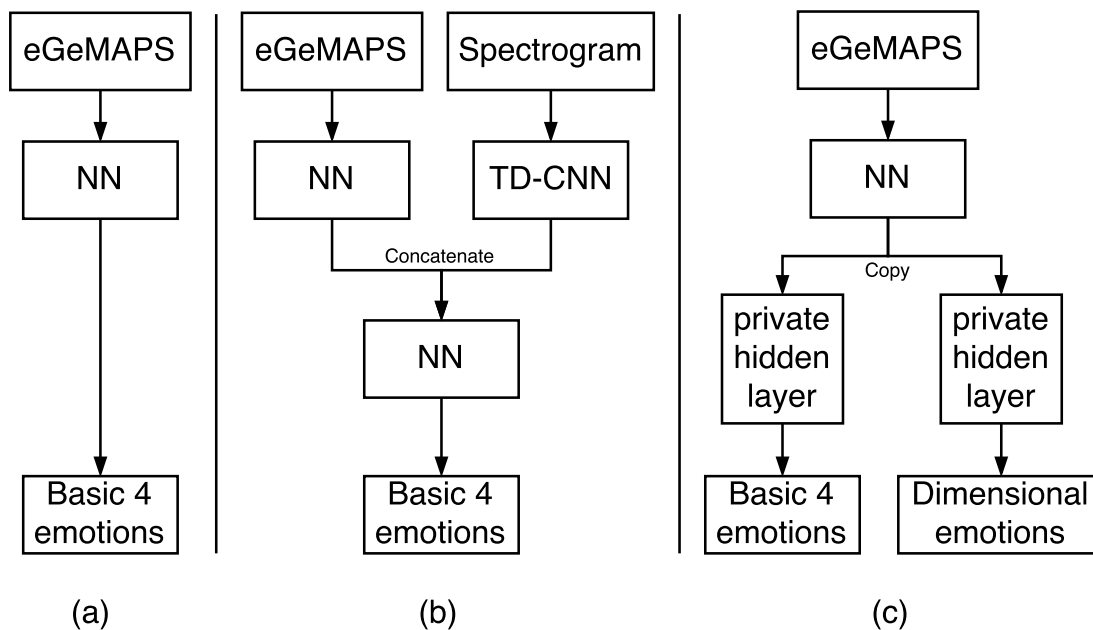 eGeMAPS
NN
Basic 4
emotions
(a)
eGeMAPS
Spectrogram
NN
TD-CNN
Concatenate
NN
Basic 4
emotions
(b)
eGeMAPS
NN
Copy
private
hidden
layer
private
hidden
layer
Basic 4
emotions
Dimensional
emotions
(c)